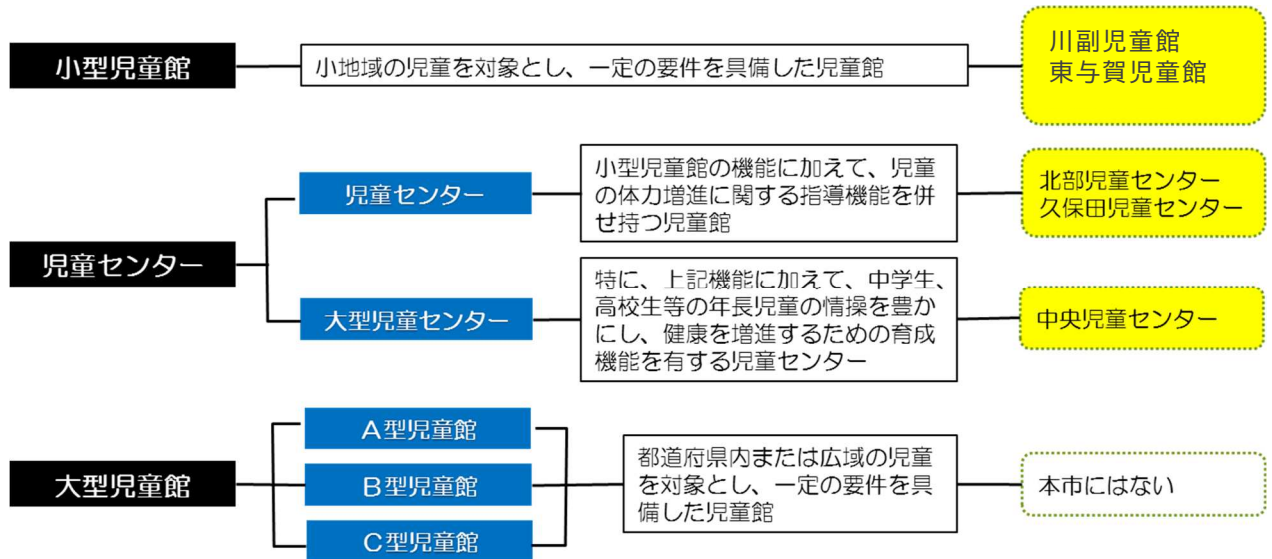 小型児童館
小地域の児童を対象とし、一定の要件を具備した児童館
川副児童館
東与賀児童館
児童センター
児童センター
小型児童館の機能に加えて、児童
の体力増進に関する指導機能を併
せ持つ児童館
北部児童センター
久保田児童センター
大型児童センター
特に、上記機能に加えて、中学生、
高校生等の年長児童の情操を豊か
にし、健康を増進するための育成
機能を有する児童センター
中央児童センター
大型児童館
A型児童館
B型児童館
C型児童館
都道府県内または広域の児童
を対象とし、一定の要件を具
備した児童館
本市にはない